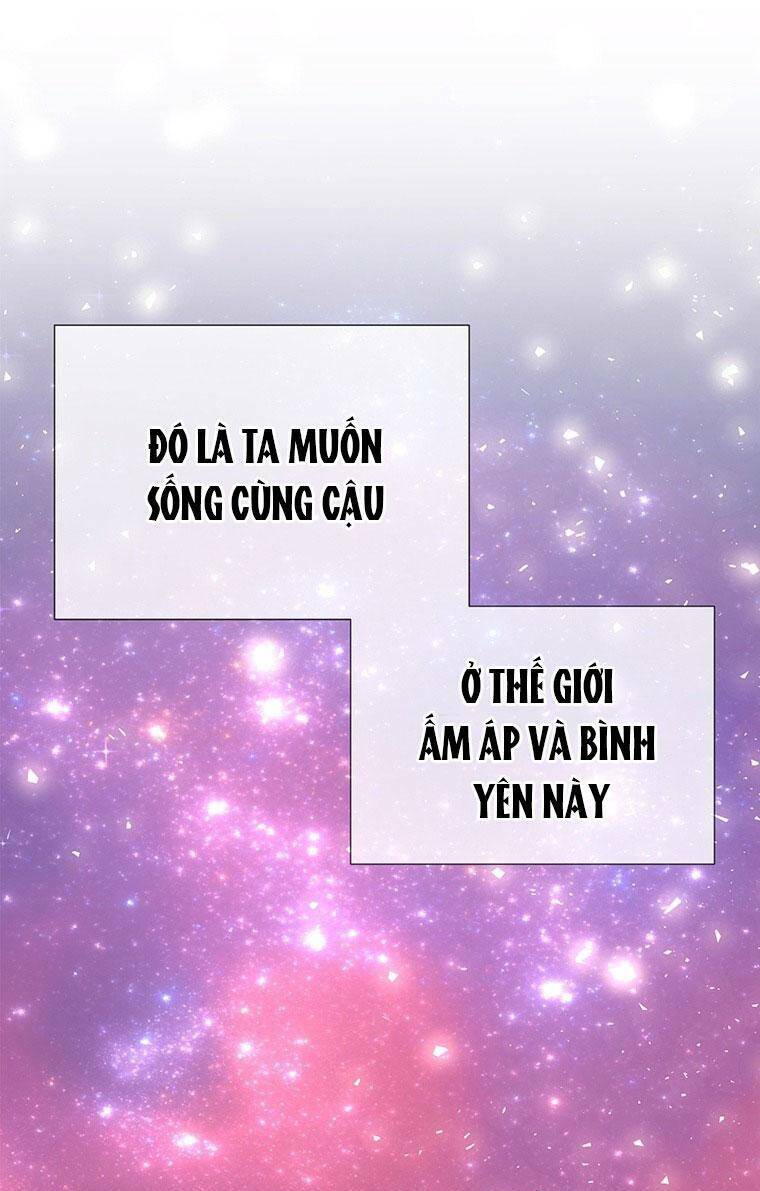 ĐÓ LÀ TA MUỐN
SỐNG CÙNG CẬU
Ở THẾ GIỚI
ẤM ÁP VÀ BÌNH
YÊN NÀY